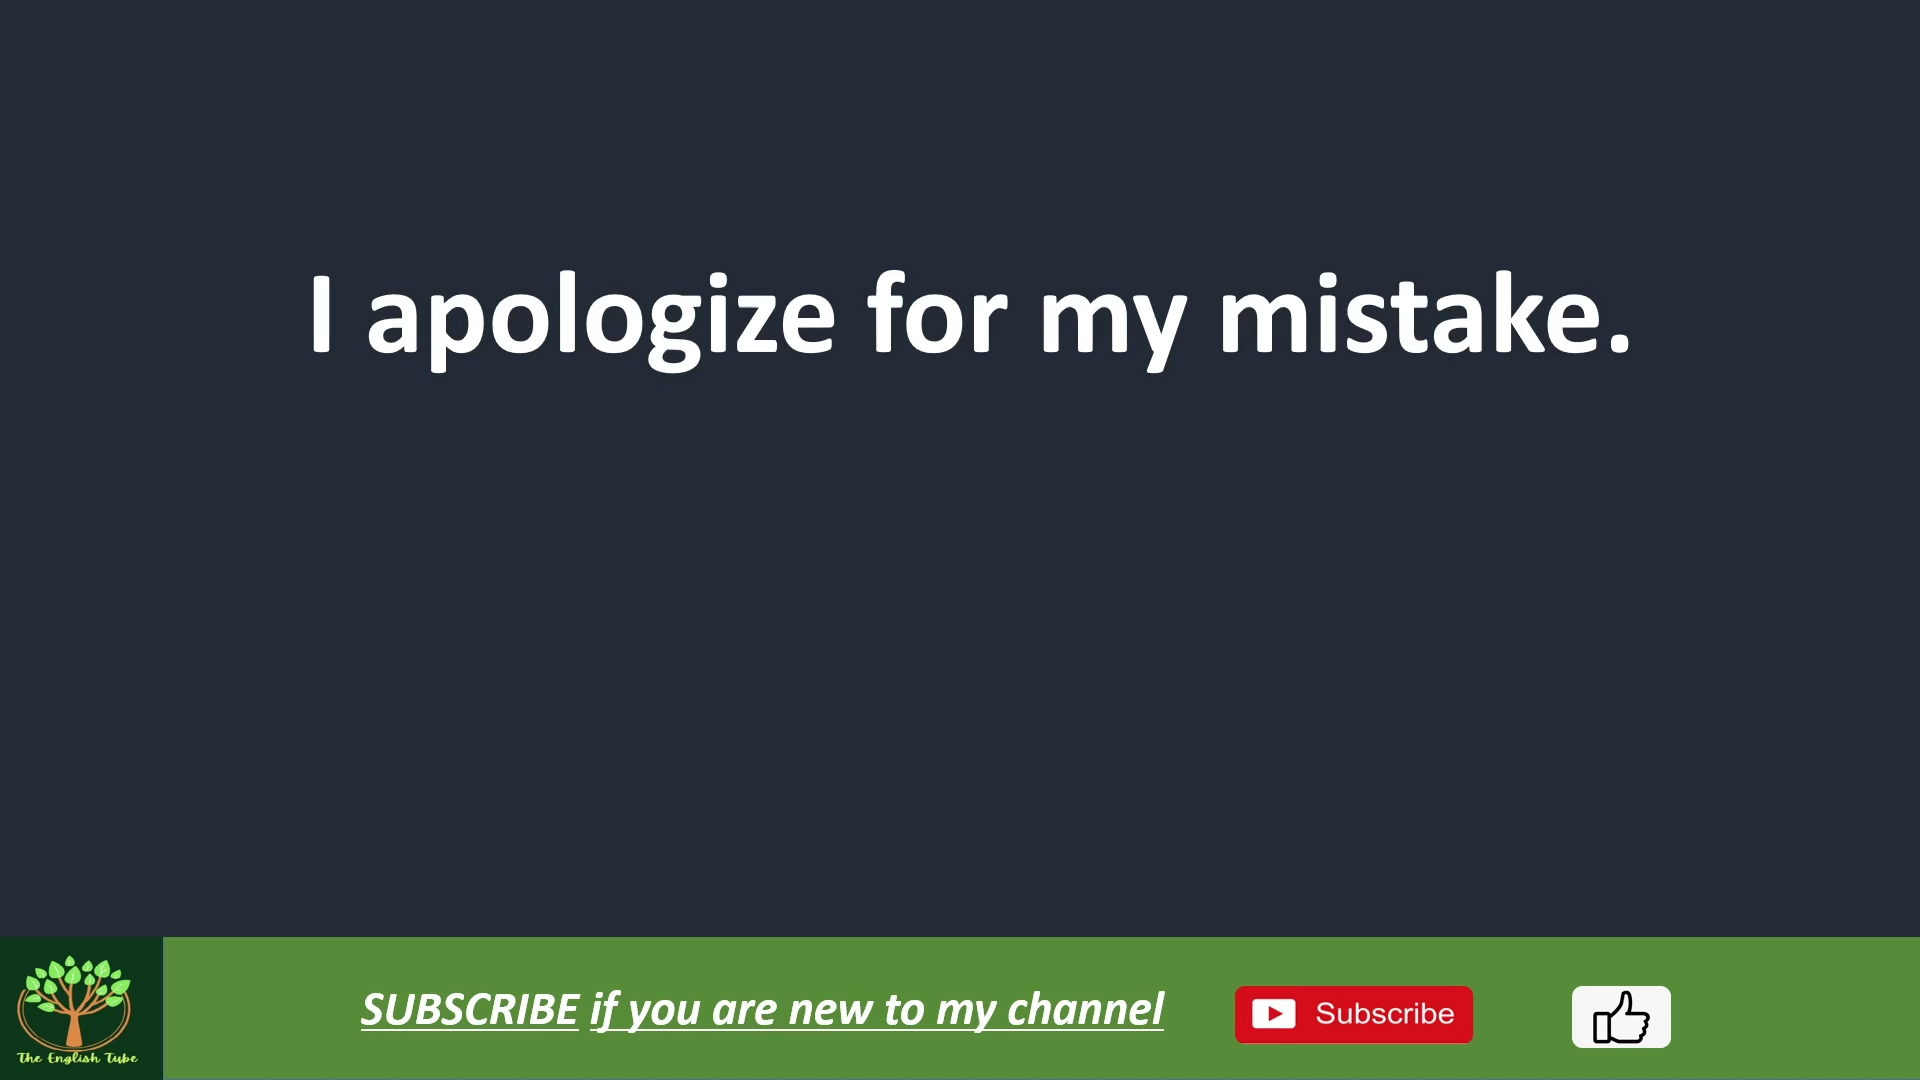 I apologize for my mistake.
SUBSCRIBE if you are new to my channel
Subscribe
The English Tube